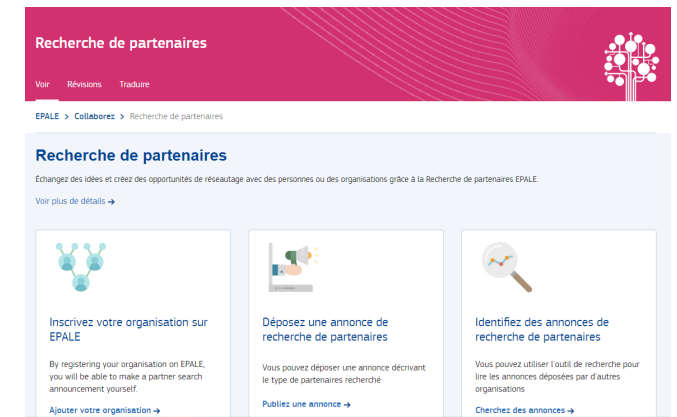 Recherche de partenaires
Voir Révisions Traduire
EPALE > Collaborez > Recherche de partenaires
Recherche de partenaires
Échangez des idées et créez des opportunités de réseautage avec des personnes ou des organisations grâce à la Recherche de partenaires EPALE.
Voir plus de détails →
Inscrivez votre organisation sur
EPALE
By registering your organisation on EPALE,
you will be able to make a partner search
announcement yourself.
Ajouter votre organisation →
Déposez une annonce de
recherche de partenaires
Vous pouvez déposer une annonce décrivant
le type de partenaires recherché
Publiez une annonce →
Identifiez des annonces de
recherche de partenaires
Vous pouvez utiliser l'outil de recherche pour
lire les annonces déposées par d'autres
organisations
Cherchez des annonces →